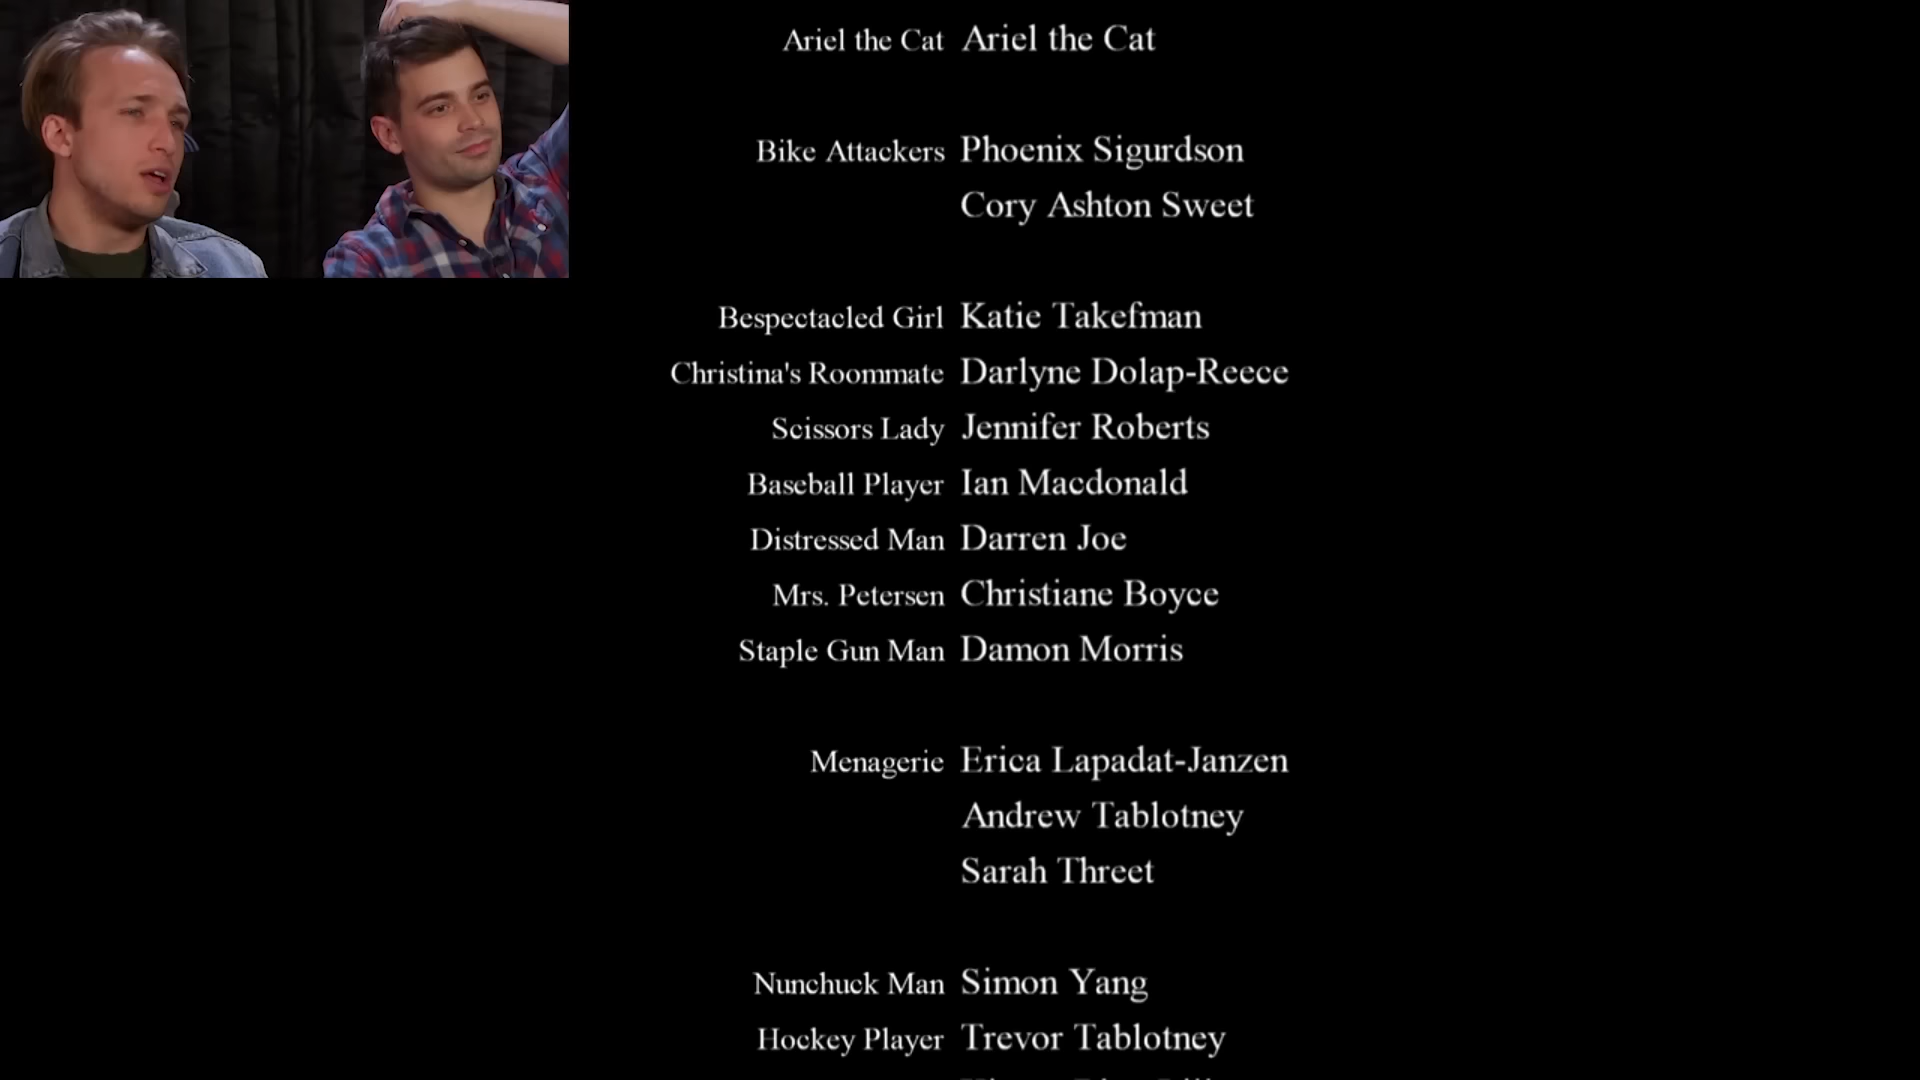 Ariel the Cat Ariel the Cat
Bike Attackers Phoenix Sigurdson
Cory Ashton Sweet
Bespectacled Girl Katie Takefman
Christina's Roommate Darlyne Dolap-Reece
Scissors Lady Jennifer Roberts
Baseball Player Ian Macdonald
Distressed Man Darren Joe
Mrs. Petersen Christiane Boyce
Staple Gun Man Damon Morris
Menagerie Erica Lapadat-Janzen
Andrew Tablotney
Sarah Threet
Nunchuck Man Simon Yang
Hockey Player Trevor Tablotney